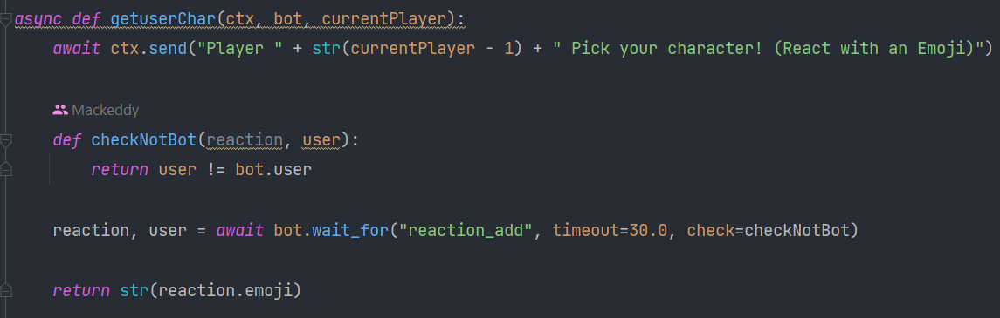 async def getuserChar(ctx, bot, currentPlayer):
    await ctx.send("Player " + str(currentPlayer - 1) + " Pick your character! (React with an Emoji)")
    Mackeddy
    def checkNotBot(reaction, user):
        return user != bot.user
    reaction, user = await bot.wait_for("reaction_add", timeout=30.0, check=checkNotBot)
    return str(reaction.emoji)